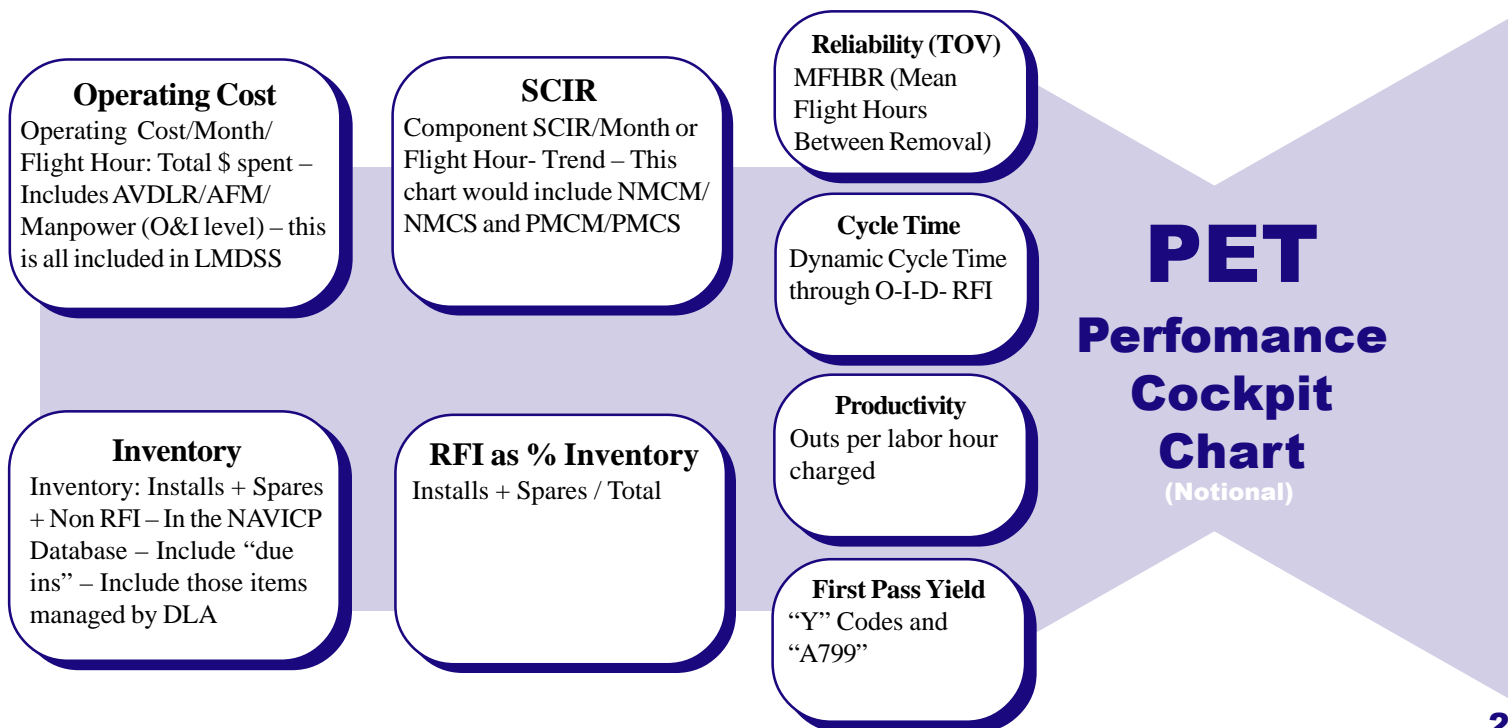 Operating Cost
Operating Cost/Month/
Flight Hour: Total $ spent –
Includes AVDLR/AFM/
Manpower (O&I level) – this
is all included in LMDSS
SCIR
Component SCIR/Month or
Flight Hour- Trend – This
chart would include NMCM/
NMCS and PMCM/PMCS
Reliability (TOV)
MFHBR (Mean
Flight Hours
Between Removal)
Cycle Time
Dynamic Cycle Time
through O-I-D- RFI
Inventory
Inventory: Installs + Spares
+ Non RFI – In the NAVICP
Database – Include “due
ins” – Include those items
managed by DLA
RFI as % Inventory
Installs + Spares / Total
Productivity
Outs per labor hour
charged
First Pass Yield
“Y” Codes and
“A799”
PET
Perfomance
Cockpit
Chart
(Notional)
2